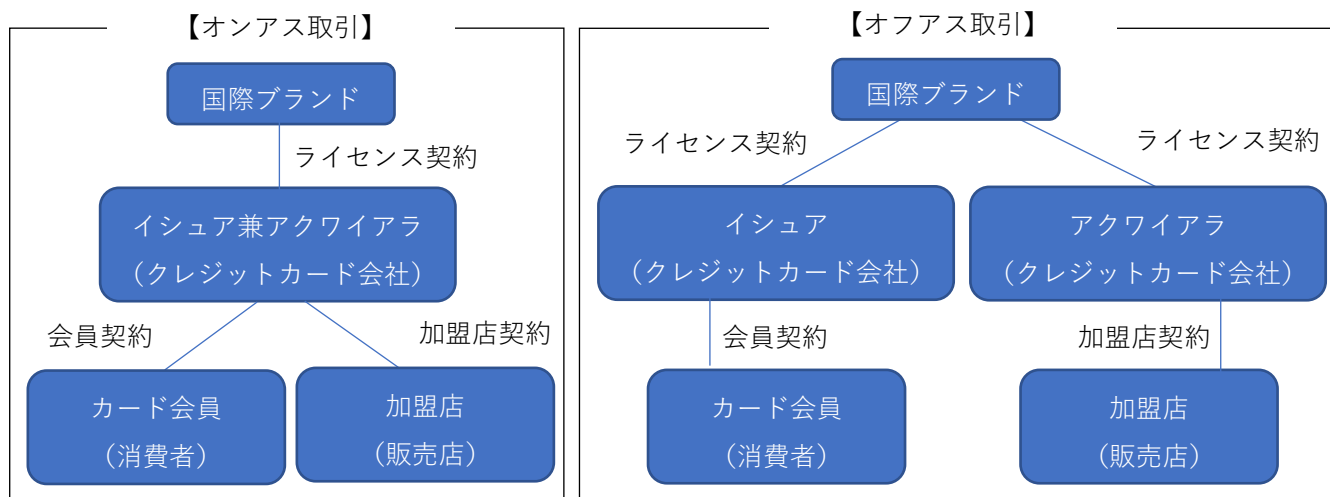 【オンアス取引】
国際ブランド
ライセンス契約
イシュア兼アクワイアラ
（クレジットカード会社）
会員契約
加盟店契約
カード会員
（消費者）
加盟店
（販売店）
【オフアス取引】
国際ブランド
ライセンス契約
ライセンス契約
イシュア
（クレジットカード会社）
アクワイアラ
（クレジットカード会社）
会員契約
加盟店契約
カード会員
（消費者）
加盟店
（販売店）